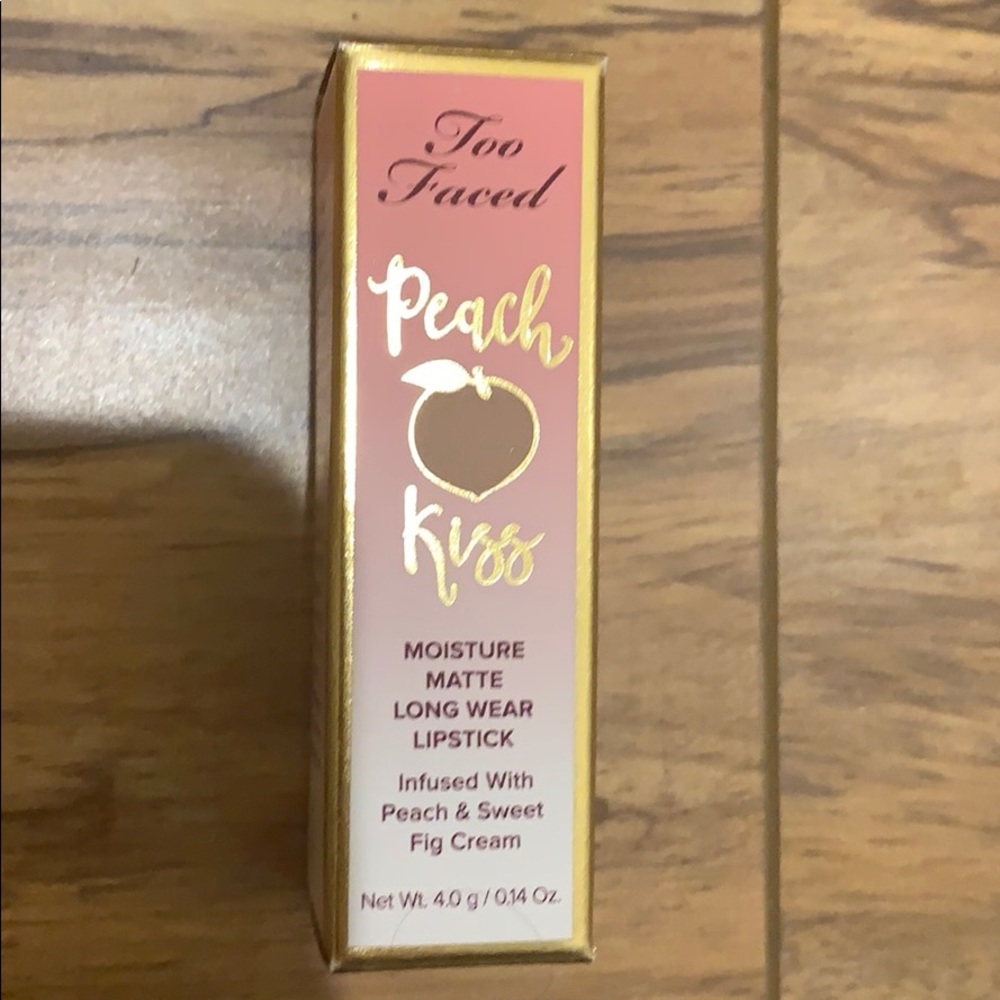 Too
Faced
Peach
Kiss
MOISTURE
MATTE
LONG WEAR
LIPSTICK
Infused With
Peach & Sweet
Fig Cream
Net Wt. 4.0 g / 0.14 Oz.